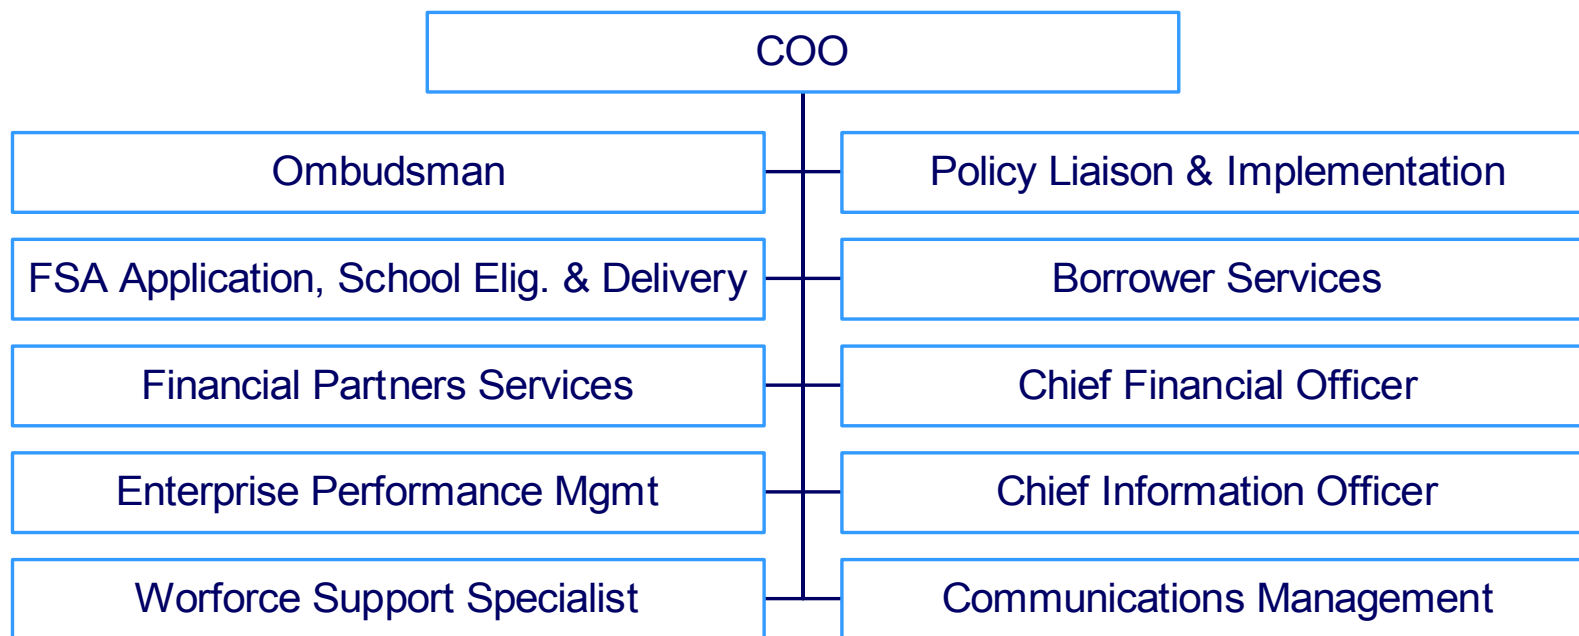 COO
Ombudsman
Policy Liaison & Implementation
FSA Application, School Elig. & Delivery
Borrower Services
Financial Partners Services
Chief Financial Officer
Enterprise Performance Mgmt
Chief Information Officer
Worforce Support Specialist
Communications Management